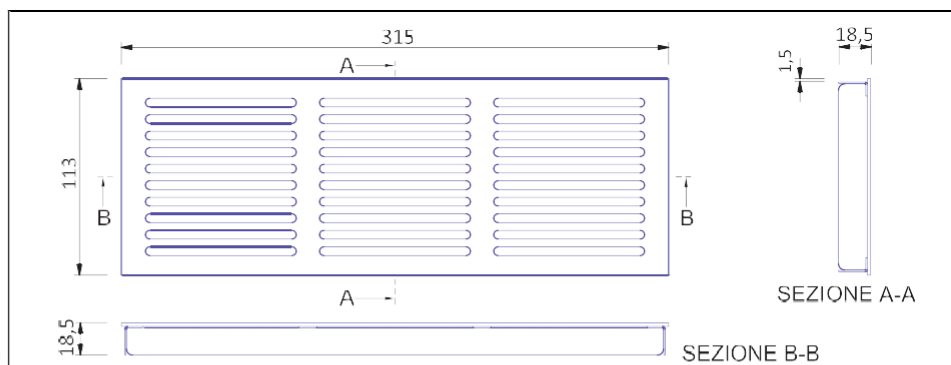 315
18,5
A
1,5
113
B
B
A
SEZIONE A-A
18,5
SEZIONE B-B